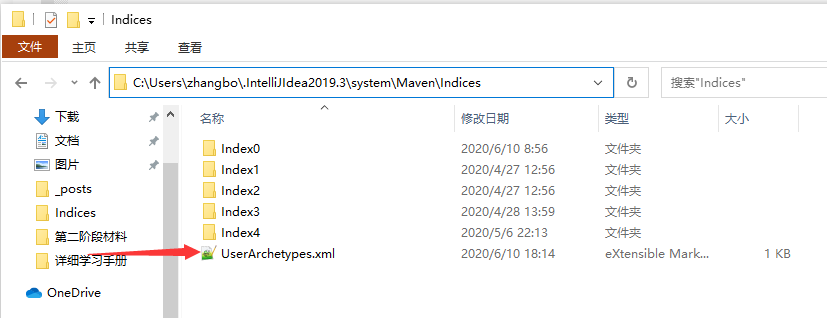 Indices
文件
主页
共享
查看
C:\Users\zhangbo\.IntelliJIdea2019.3\system\Maven\Indices
搜索"Indices"
下载
文档
图片
_posts
Indices
第二阶段材料
详细学习手册
OneDrive
名称 修改日期 类型 大小
Index0 2020/6/10 8:56 文件夹
Index1 2020/4/27 12:56 文件夹
Index2 2020/4/27 12:56 文件夹
Index3 2020/4/28 13:59 文件夹
Index4 2020/5/6 22:13 文件夹
UserArchetypes.xml 2020/6/10 18:14 eXtensible Mark... 1 KB